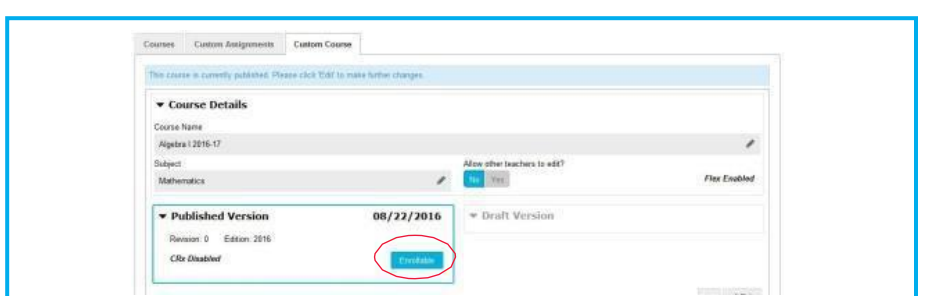 Courses Custom Assignments Custom Course
This course is currently published. Please click 'Edit' to make further changes.
▼ Course Details
Course Name
Algebra I 2016-17
Subject Allow other teachers to edit?
Mathematics No Yes Flex Enabled
▼ Published Version 08/22/2016 ▼ Draft Version
Revision: 0 Edition: 2016
CRx Disabled Enrollable